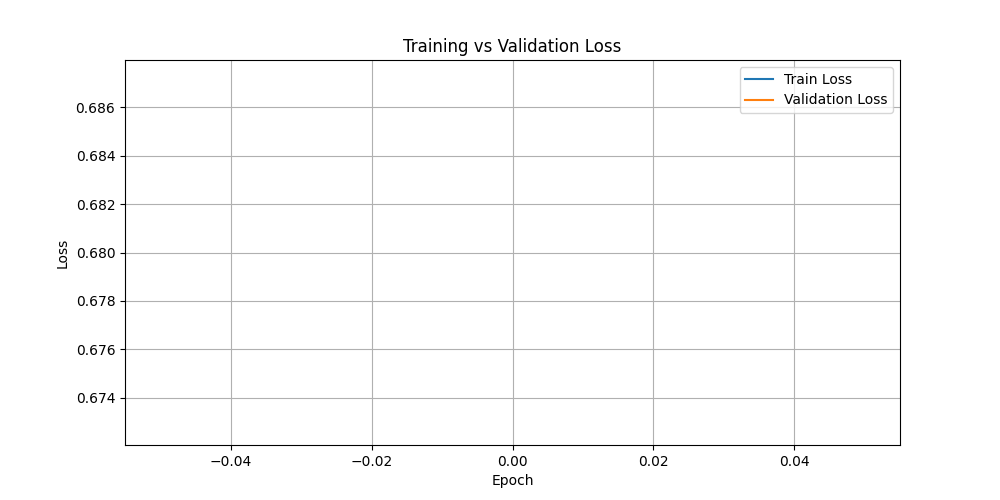 Training vs Validation Loss
Train Loss
Validation Loss
0.686
0.684
0.682
0.680
0.678
0.676
0.674
Loss
−0.04
−0.02
0.00
0.02
0.04
Epoch